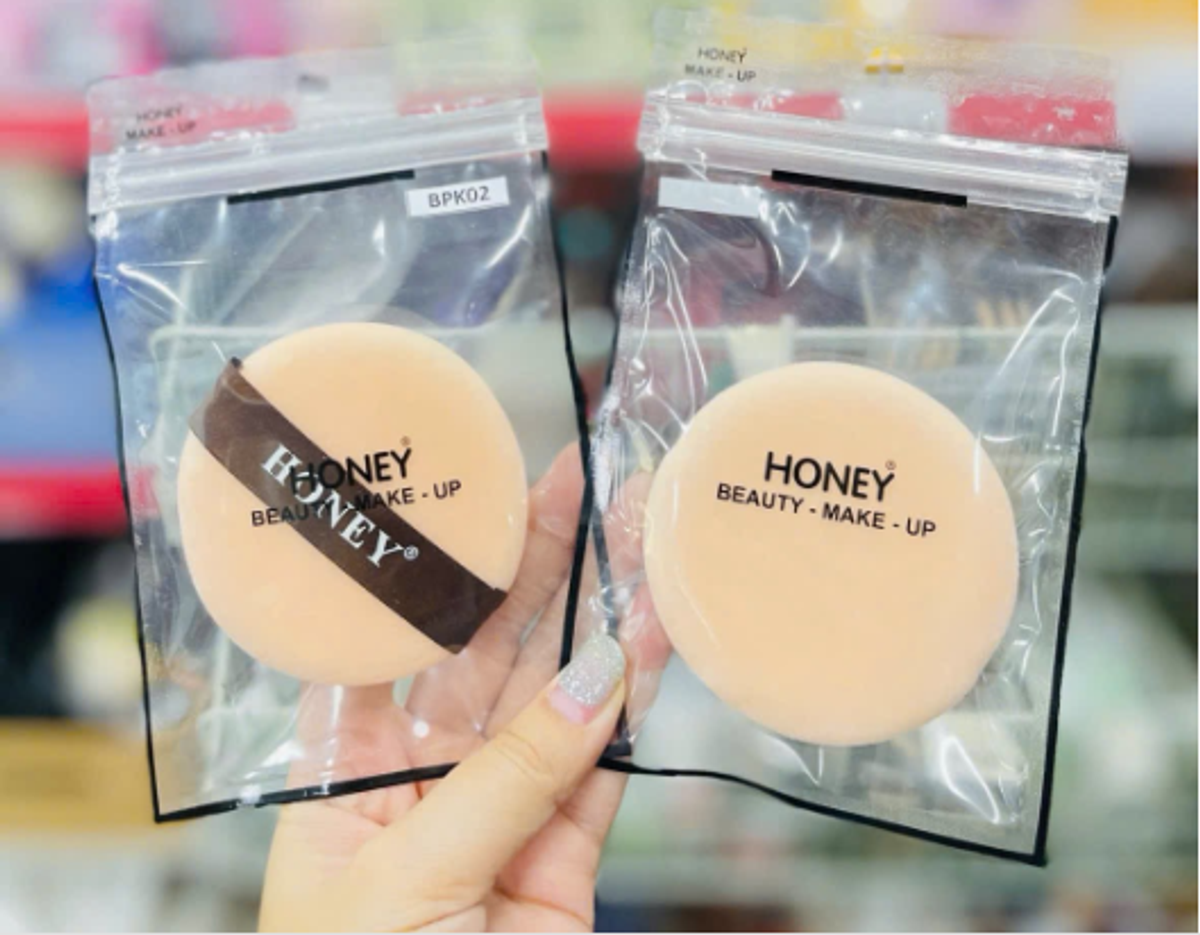 HONEY
MAKE - UP
BPK02
HONEY®
BEAUTY - MAKE - UP
HONEY®
HONEY
MAKE - UP
HONEY®
BEAUTY - MAKE - UP